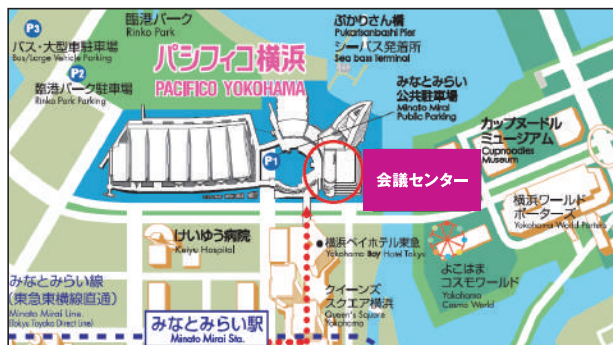 P3
バス・大型車駐車場
Bus/Large Vehicle Parking
臨港パーク
Rinko Park
P2
臨港パーク駐車場
Rinko Park Parking
パシフィコ横浜
PACIFICO YOKOHAMA
ぷかりさん橋
Pukarisanbashi Pier
シーバス発着所
Sea bass Terminal
みなとみらい
公共駐車場
Minato Mirai
Public Parking
カップヌードル
ミュージアム
Cupnoodles
Museum
P1
会議センター
横浜ワールド
ポーターズ
Yokohama World Porters
けいゆう病院
Keiyu Hospital
横浜ベイホテル東急
Yokohama Bay Hotel Tokyu
よこはま
コスモワールド
Yokohama
Cosmo World
クイーンズ
スクエア横浜
Queen's Square
Yokohama
みなとみらい線
(東急東横線直通)
Minato Mirai Line
(Tokyu Toyoko Direct Line)
みなとみらい駅
Minato Mirai Sta.